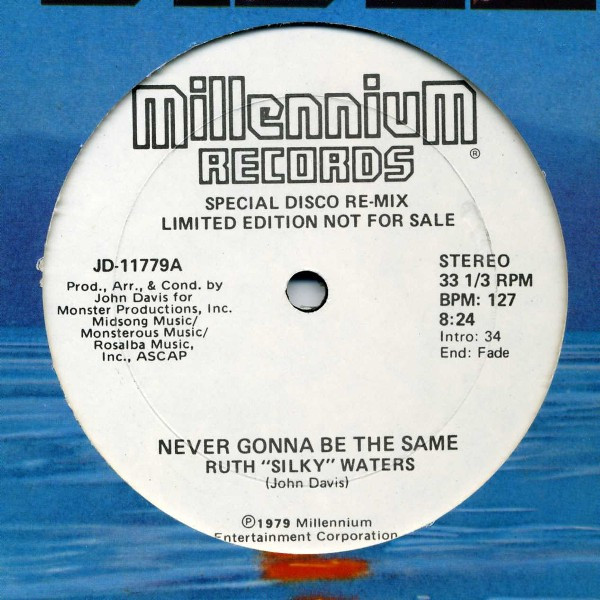 Millennium
RECORDS
®
SPECIAL DISCO RE-MIX
LIMITED EDITION NOT FOR SALE
JD-11779A
Prod., Arr., & Cond. by
John Davis for
Monster Productions, Inc.
Midsong Music/
Monsterous Music/
Rosalba Music,
Inc., ASCAP
STEREO
33 1/3 RPM
BPM: 127
8:24
Intro: 34
End: Fade
NEVER GONNA BE THE SAME
RUTH "SILKY" WATERS
(John Davis)
℗1979 Millennium
Entertainment Corporation